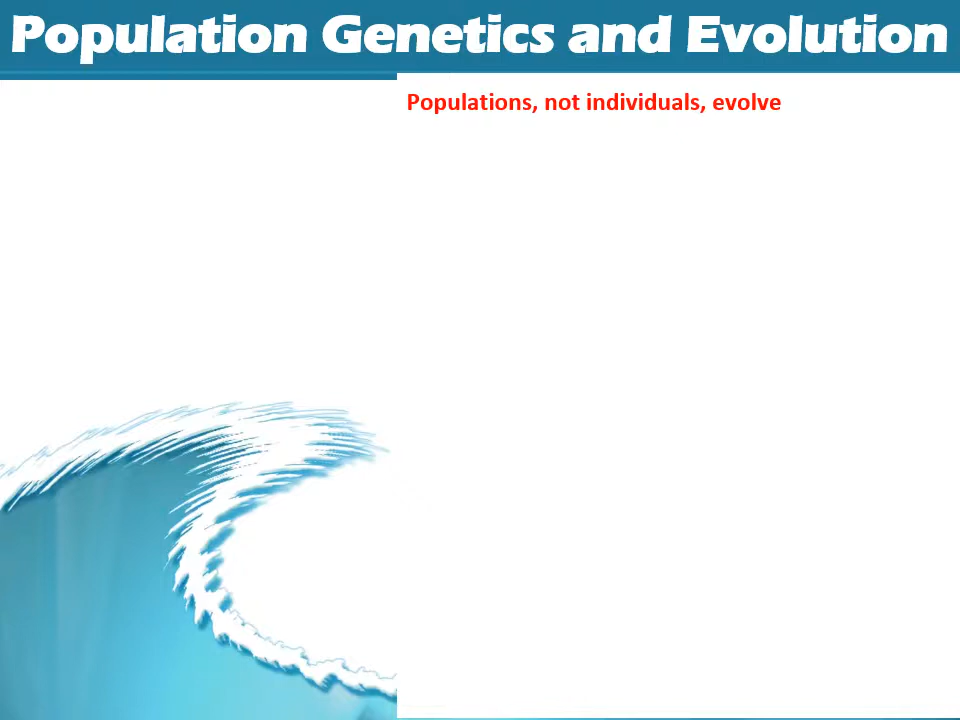 Population Genetics and Evolution
Populations, not individuals, evolve